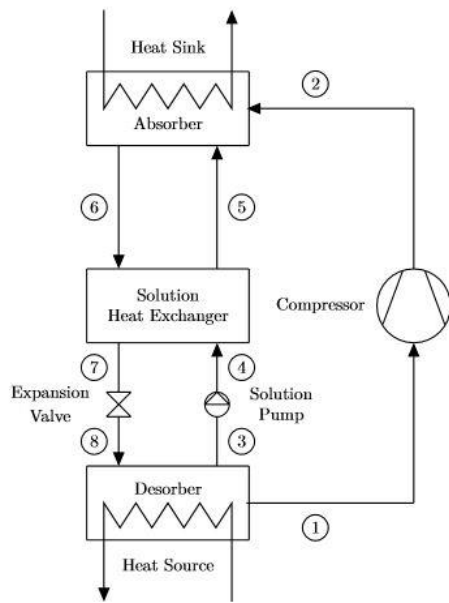 Heat Sink
2
Absorber
6
5
Solution
Heat Exchanger
Compressor
7
4
Expansion
Valve
Solution
Pump
8
3
Desorber
1
Heat Source